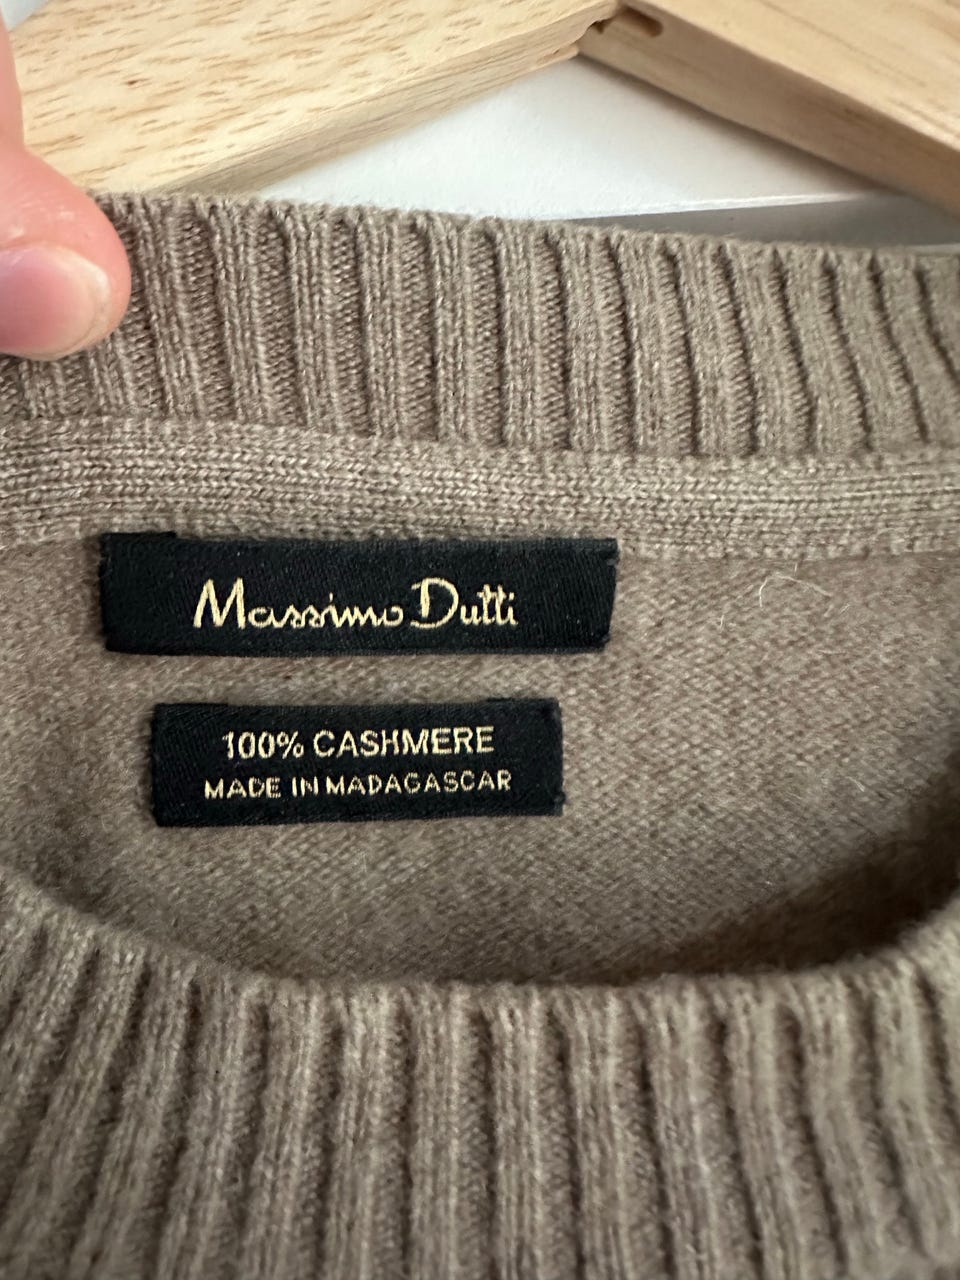 Massimo Dutti
100% CASHMERE
MADE IN MADAGASCAR